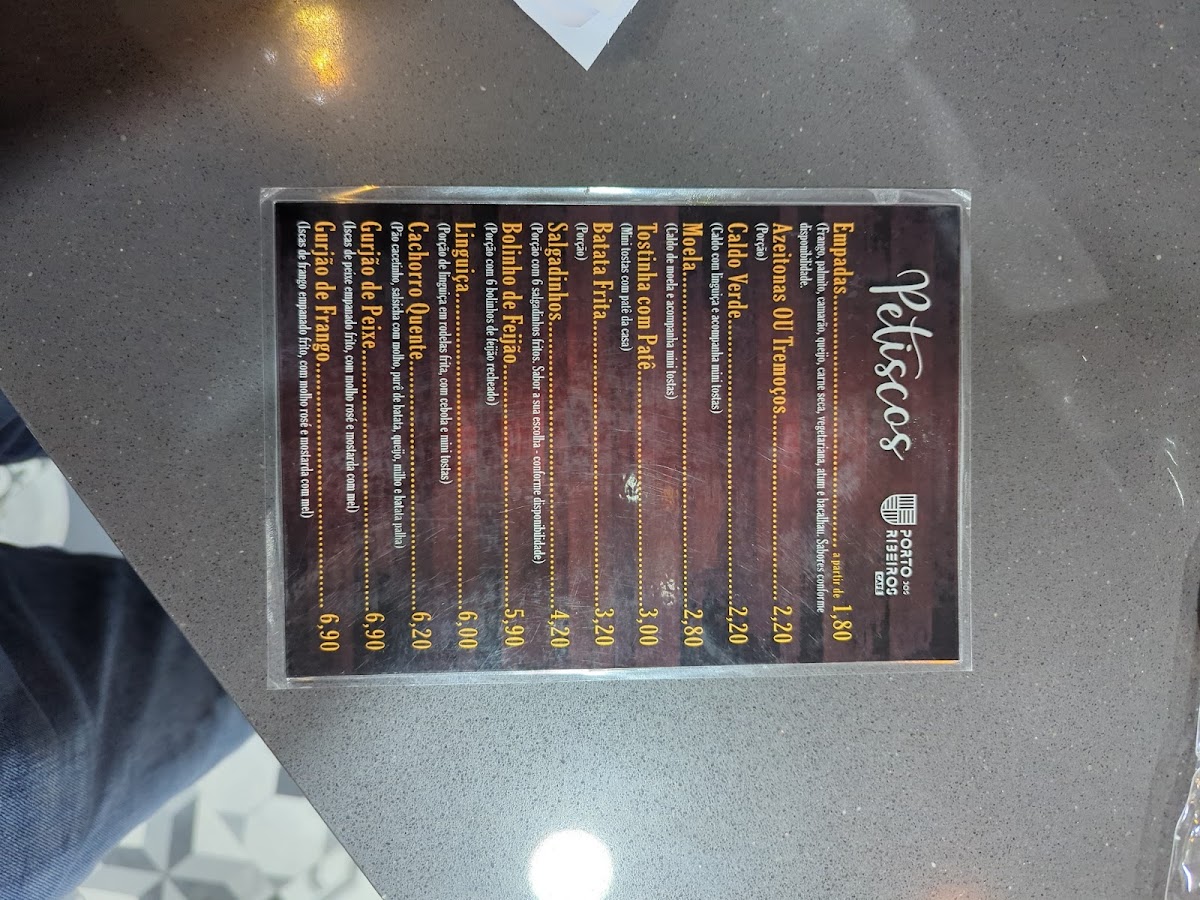 Petiscos
PORTO DOS
RIBEIROS
CAFÉ
Empadas........................................a partir de 1,80
(Frango, palmito, camarão, queijo, carne seca, vegetariana, atum e bacalhau. Sabores conforme
disponibilidade.
Azeitonas OU Tremoços........................................2,20
(Porção)
Caldo Verde........................................2,20
(Caldo com linguiça e acompanha mini tostas)
Moela........................................2,80
(Caldo de moela e acompanha mini tostas)
Tostinha com Patê........................................3,00
(Mini tostas com patê da casa)
Batata Frita........................................3,20
(Porção)
Salgadinhos........................................4,20
(Porção com 6 salgadinhos fritos. Sabor a sua escolha - conforme disponibilidade)
Bolinho de Feijão........................................5,90
(Porção com 6 bolinhos de feijão recheado)
Linguiça........................................6,00
(Porção de linguiça em rodelas frita, com cebola e mini tostas)
Cachorro Quente........................................6,20
(Pão cacetinho, salsicha com molho, purê de batata, queijo, milho e batata palha)
Gurjão de Peixe........................................6,90
(Iscas de peixe empanado frito, com molho rosé e mostarda com mel)
Gurjão de Frango........................................6,90
(Iscas de frango empanado frito, com molho rosé e mostarda com mel)